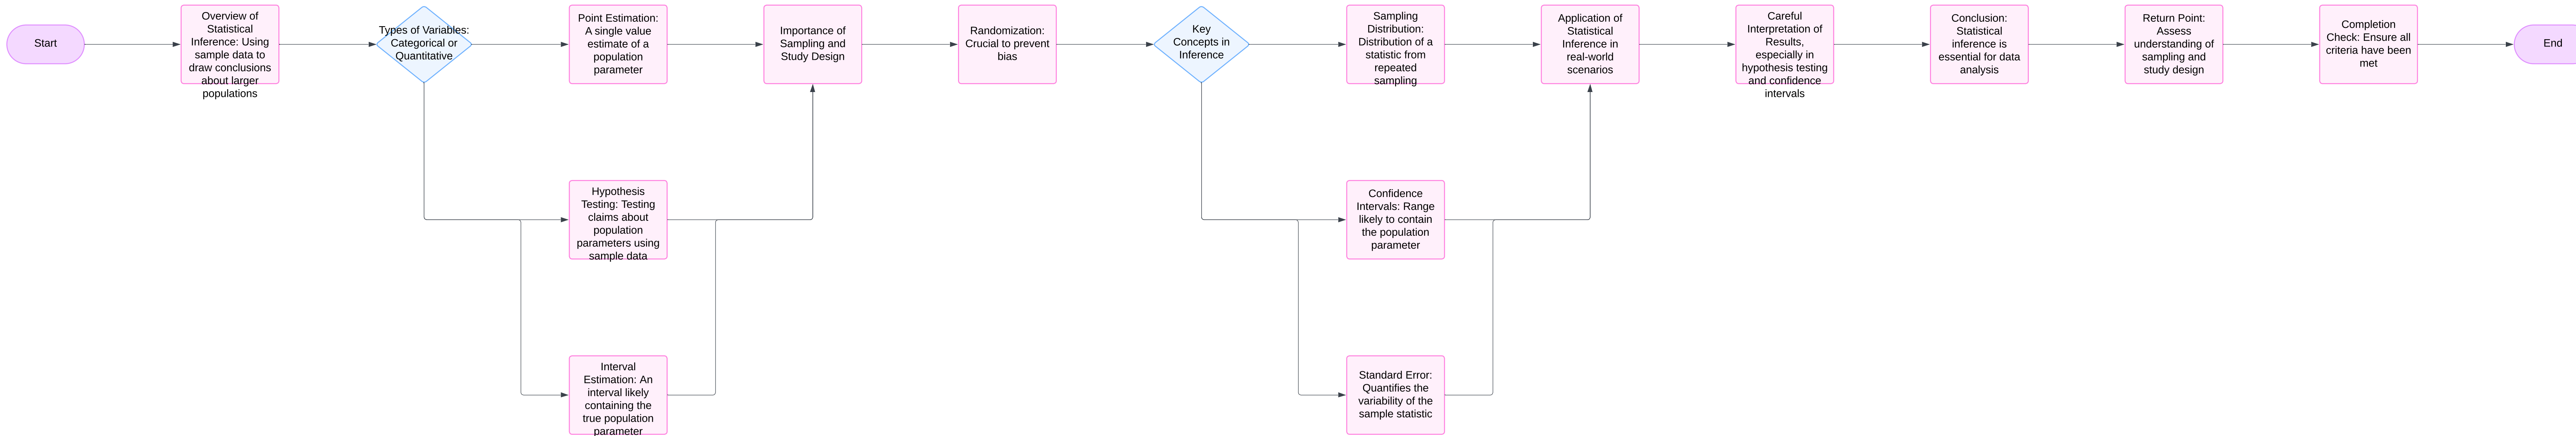 Start
Overview of
Statistical
Inference: Using
sample data to
draw conclusions
about larger
populations
Types of Variables:
Categorical or
Quantitative
Point Estimation:
A single value
estimate of a
population
parameter
Importance of
Sampling and
Study Design
Randomization:
Crucial to prevent
bias
Key
Concepts in
Inference
Sampling
Distribution:
Distribution of a
statistic from
repeated
sampling
Application of
Statistical
Inference in
real-world
scenarios
Careful
Interpretation of
Results,
especially in
hypothesis testing
and confidence
intervals
Conclusion:
Statistical
inference is
essential for data
analysis
Return Point:
Assess
understanding of
sampling and
study design
Completion
Check: Ensure all
criteria have been
met
End
Hypothesis
Testing: Testing
claims about
population
parameters using
sample data
Confidence
Intervals: Range
likely to contain
the population
parameter
Interval
Estimation: An
interval likely
containing the
true population
parameter
Standard Error:
Quantifies the
variability of the
sample statistic